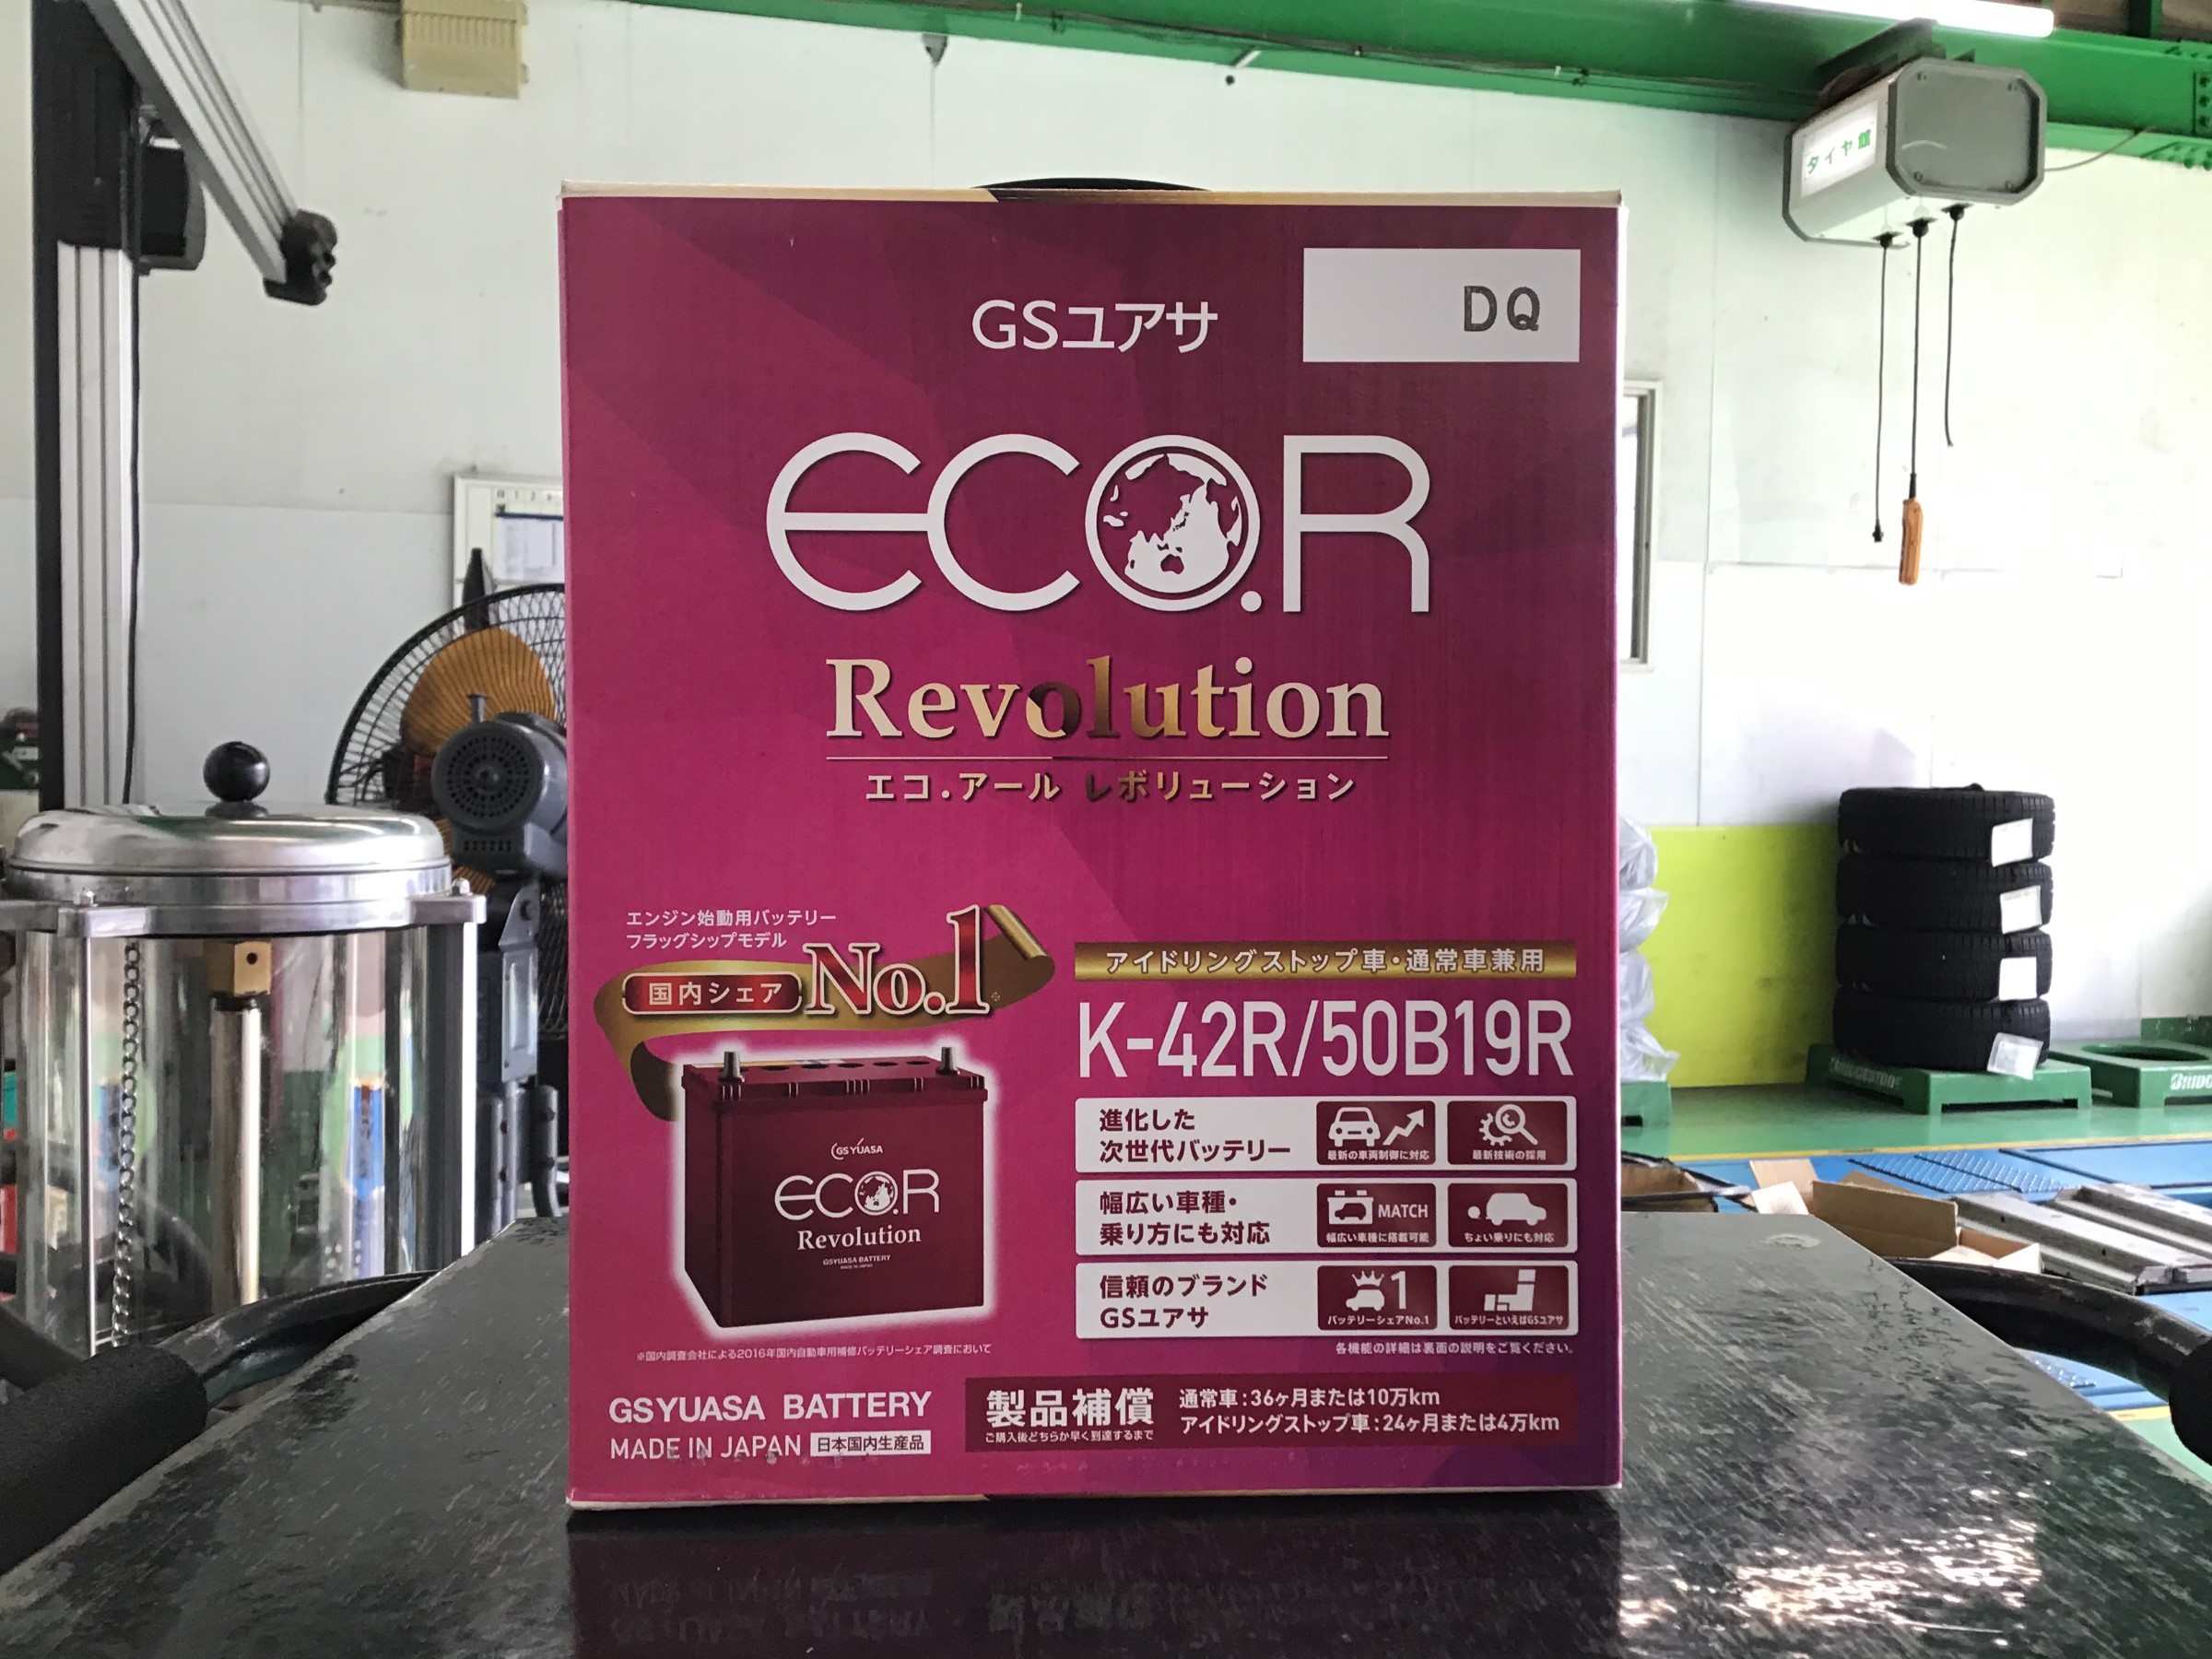 タイヤ館
DQ
GSユアサ
ECO.R
Revolution
エコ.アール レボリューション
エンジン始動用バッテリー
フラッグシップモデル
国内シェア No.1※
アイドリングストップ車・通常車兼用
K-42R/50B19R
進化した
次世代バッテリー
最新の車両制御に対応
最新技術の採用
幅広い車種・
乗り方にも対応
MATCH
幅広い車種に搭載可能
ちょい乗りにも対応
信頼のブランド
GSユアサ
1
バッテリーシェアNo.1
バッテリーといえばGSユアサ
各機能の詳細は裏面の説明をご覧ください。
GS YUASA
ECO.R
Revolution
GSYUASA BATTERY
MADE IN JAPAN
※国内調査会社による2016年国内自動車用補修バッテリーシェア調査において
GSYUASA BATTERY
MADE IN JAPAN 日本国内生産品
製品補償
ご購入後どちらか早く到達するまで
通常車:36ヶ月または10万km
アイドリングストップ車:24ヶ月または4万km
BRIDGESTONE